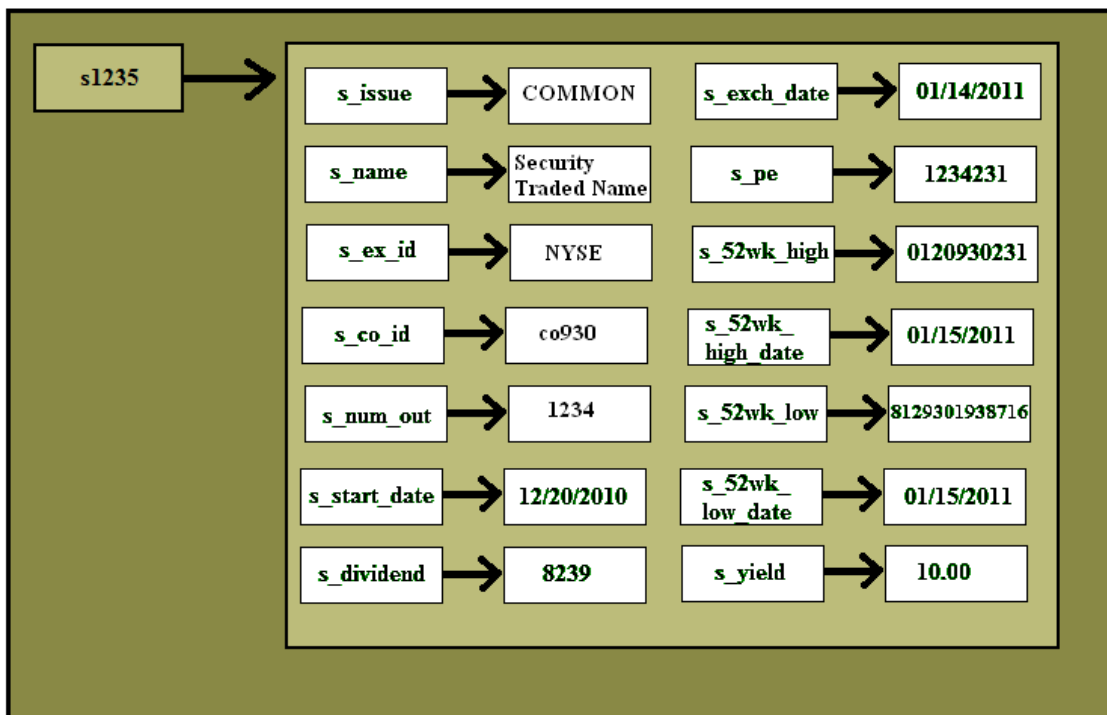 s1235
s_issue
COMMON
s_name
Security
Traded Name
s_ex_id
NYSE
s_co_id
co930
s_num_out
1234
s_start_date
12/20/2010
s_dividend
8239
s_exch_date
01/14/2011
s_pe
1234231
s_52wk_high
0120930231
s_52wk_
high_date
01/15/2011
s_52wk_low
8129301938716
s_52wk_
low_date
01/15/2011
s_yield
10.00